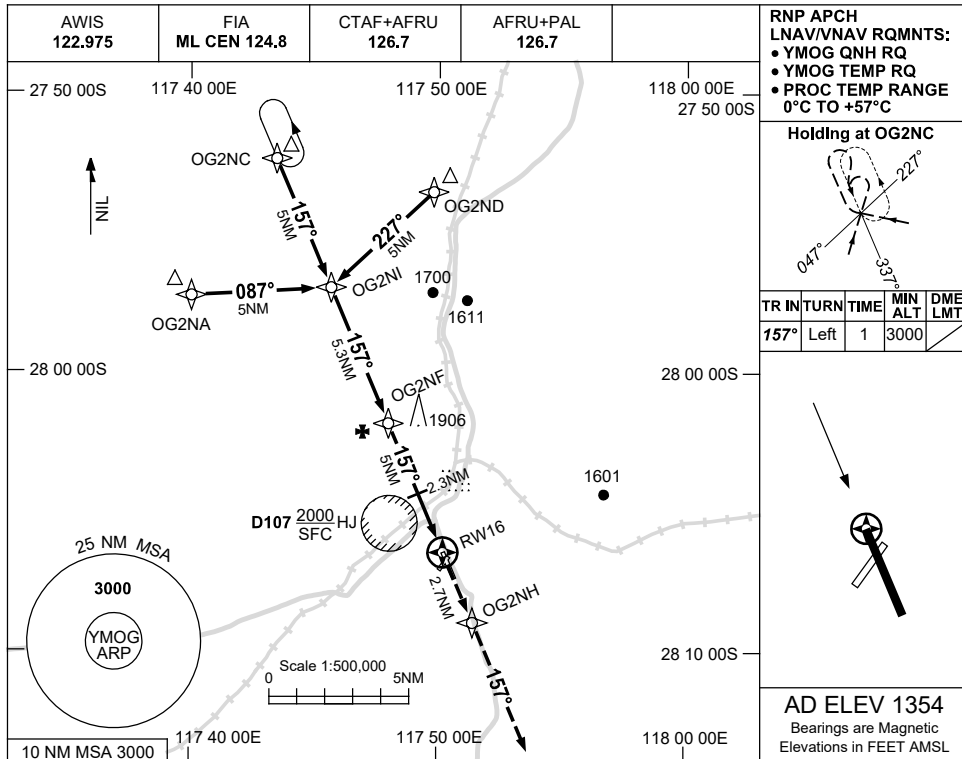 AWIS
122.975
FIA
ML CEN 124.8
CTAF+AFRU
126.7
AFRU+PAL
126.7
RNP APCH
LNAV/VNAV RQMNTS:
• YMOG QNH RQ
• YMOG TEMP RQ
• PROC TEMP RANGE
0°C TO +57°C
27 50 00S
117 40 00E
117 50 00E
118 00 00E
27 50 00S
Holding at OG2NC
227°
047°
337°
TR IN
TURN
TIME
MIN ALT
DME LMT
157°
Left
1
3000
NIL
OG2NC
157°
5NM
OG2ND
227°
5NM
OG2NI
087°
5NM
OG2NA
1700
1611
157°
5.3NM
28 00 00S
28 00 00S
OG2NF
1906
157°
5NM
2.3NM
1601
D107 2000 HJ
SFC
RW16
2.7NM
OG2NH
25 NM MSA
3000
YMOG
ARP
28 10 00S
157°
Scale 1:500,000
0
5NM
10 NM MSA 3000
117 40 00E
117 50 00E
118 00 00E
AD ELEV 1354
Bearings are Magnetic
Elevations in FEET AMSL